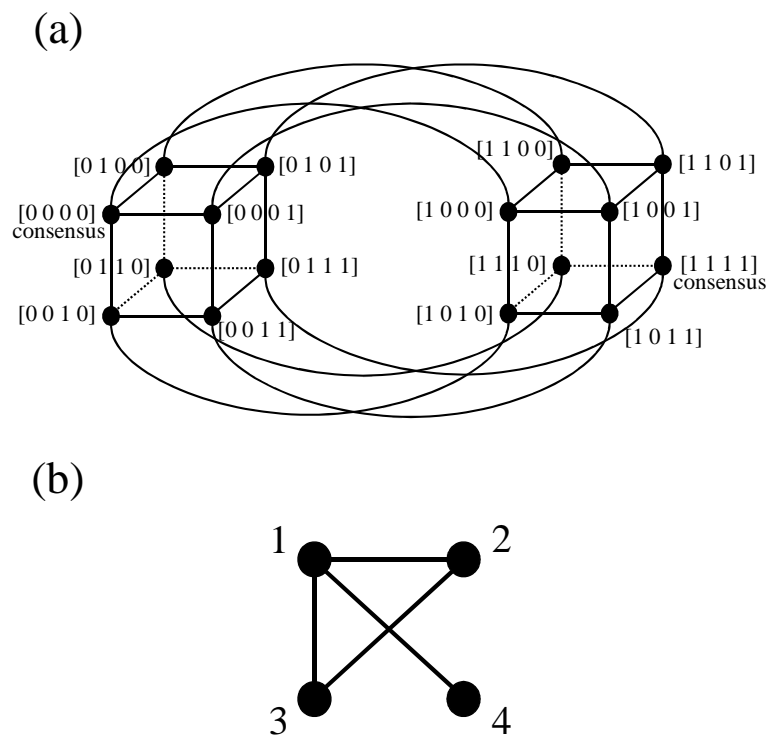 (a)
[0 1 0 0]
[0 1 0 1]
[1 1 0 0]
[1 1 0 1]
[0 0 0 0]
consensus
[0 0 0 1]
[1 0 0 0]
[1 0 0 1]
[0 1 1 0]
[0 1 1 1]
[1 1 1 0]
[1 1 1 1]
consensus
[0 0 1 0]
[0 0 1 1]
[1 0 1 0]
[1 0 1 1]
(b)
1
2
3
4